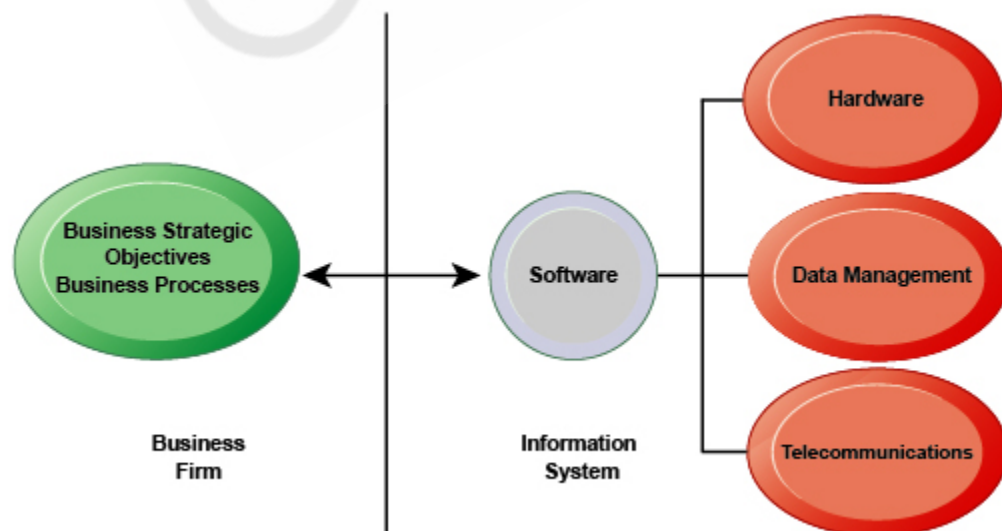 Business Strategic
Objectives
Business Processes
Business
Firm
Software
Information
System
Hardware
Data Management
Telecommunications